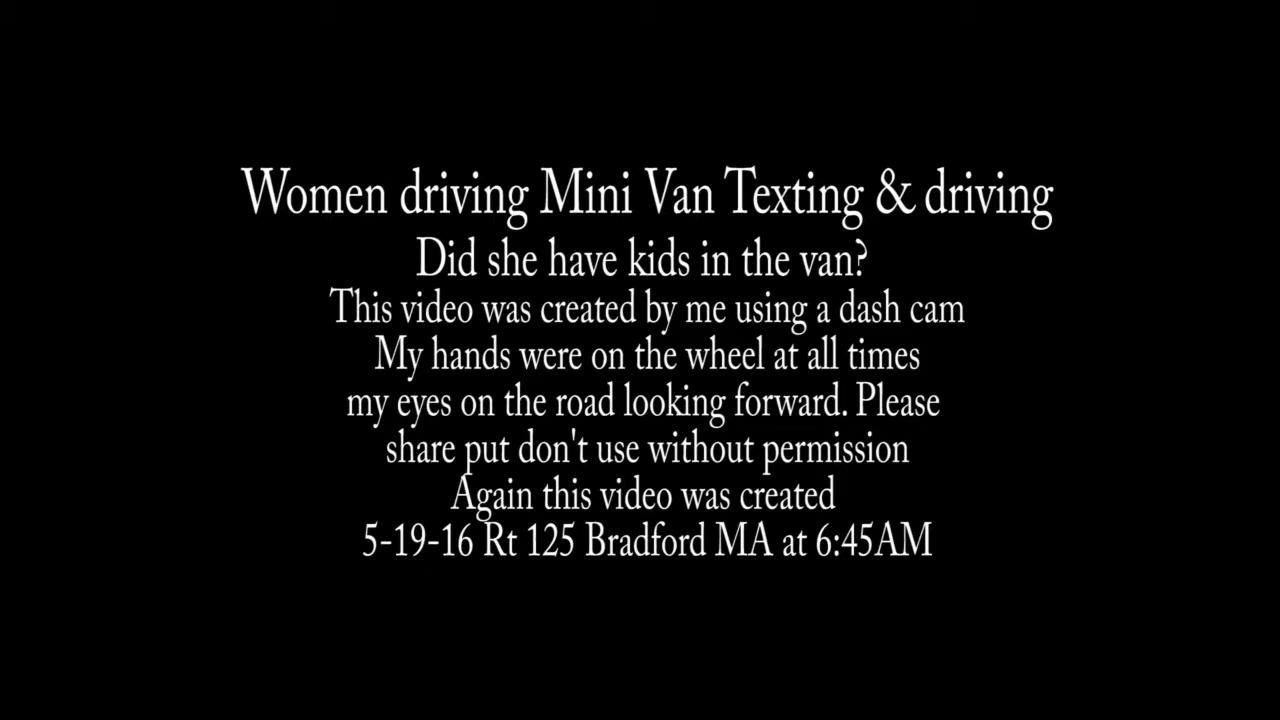 Women driving Mini Van Texting & driving
Did she have kids in the van?
This video was created by me using a dash cam
My hands were on the wheel at all times
my eyes on the road looking forward. Please
share put don't use without permission
Again this video was created
5-19-16 Rt 125 Bradford MA at 6:45AM